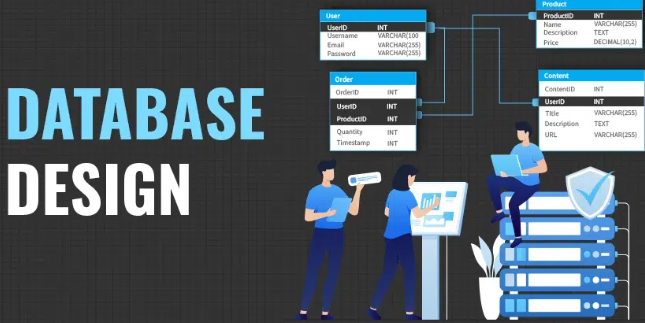 DATABASE
DESIGN
User
UserID INT
Username VARCHAR(100
Email VARCHAR(255)
Password VARCHAR(255)
Order
OrderID INT
UserID INT
ProductID INT
Quantity INT
Timestamp INT
Product
ProductID INT
Name VARCHAR(255)
Description TEXT
Price DECIMAL(10,2)
Content
ContentID INT
UserID INT
Title VARCHAR(255)
Description TEXT
URL VARCHAR(255)